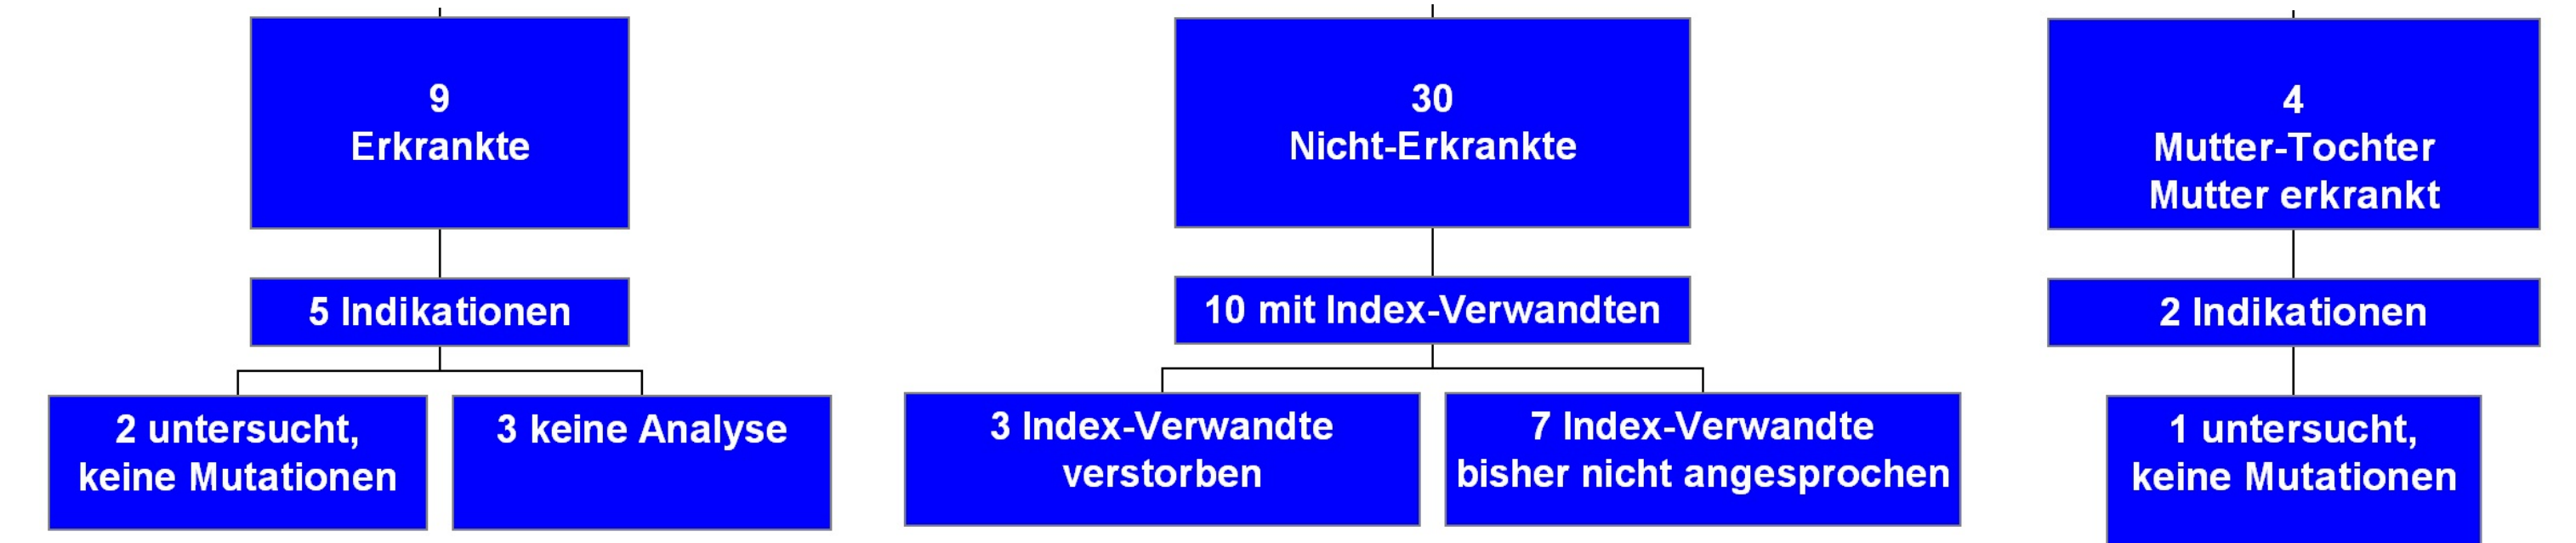 9
Erkrankte
30
Nicht-Erkrankte
4
Mutter-Tochter
Mutter erkrankt
5 Indikationen
10 mit Index-Verwandten
2 Indikationen
2 untersucht,
keine Mutationen
3 keine Analyse
3 Index-Verwandte
verstorben
7 Index-Verwandte
bisher nicht angesprochen
1 untersucht,
keine Mutationen